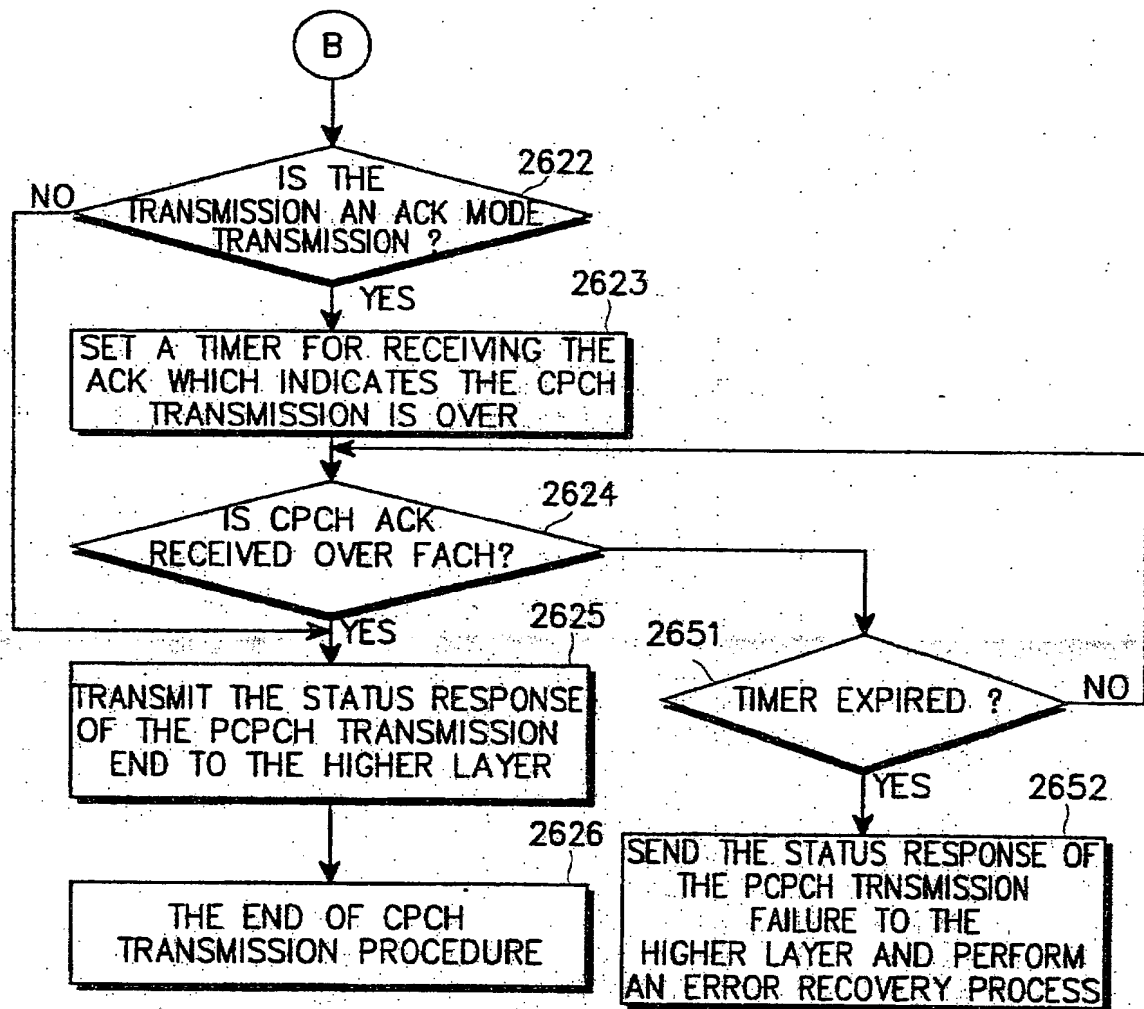 B
2622
NO
IS THE
TRANSMISSION AN ACK MODE
TRANSMISSION ?
YES
2623
SET A TIMER FOR RECEIVING THE
ACK WHICH INDICATES THE CPCH
TRANSMISSION IS OVER
2624
IS CPCH ACK
RECEIVED OVER FACH?
YES
2625
TRANSMIT THE STATUS RESPONSE
OF THE PCPCH TRANSMISSION
END TO THE HIGHER LAYER
2651
TIMER EXPIRED ?
NO
YES
2626
THE END OF CPCH
TRANSMISSION PROCEDURE
2652
SEND THE STATUS RESPONSE OF
THE PCPCH TRNSMISSION
FAILURE TO THE
HIGHER LAYER AND PERFORM
AN ERROR RECOVERY PROCESS